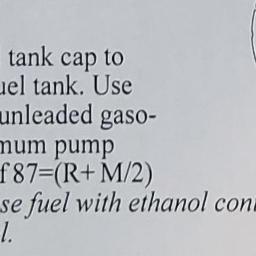 tank cap to
uel tank. Use
unleaded gaso-
mum pump
f 87=(R+ M/2)
se fuel with ethanol con
l.